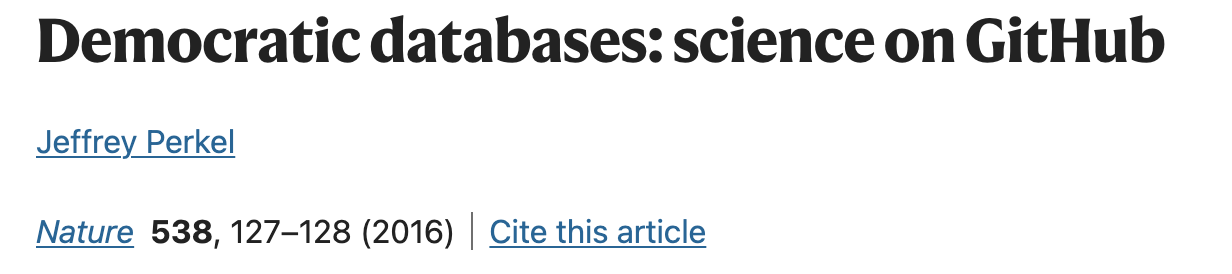 Democratic databases: science on GitHub
Jeffrey Perkel
Nature 538, 127–128 (2016) | Cite this article